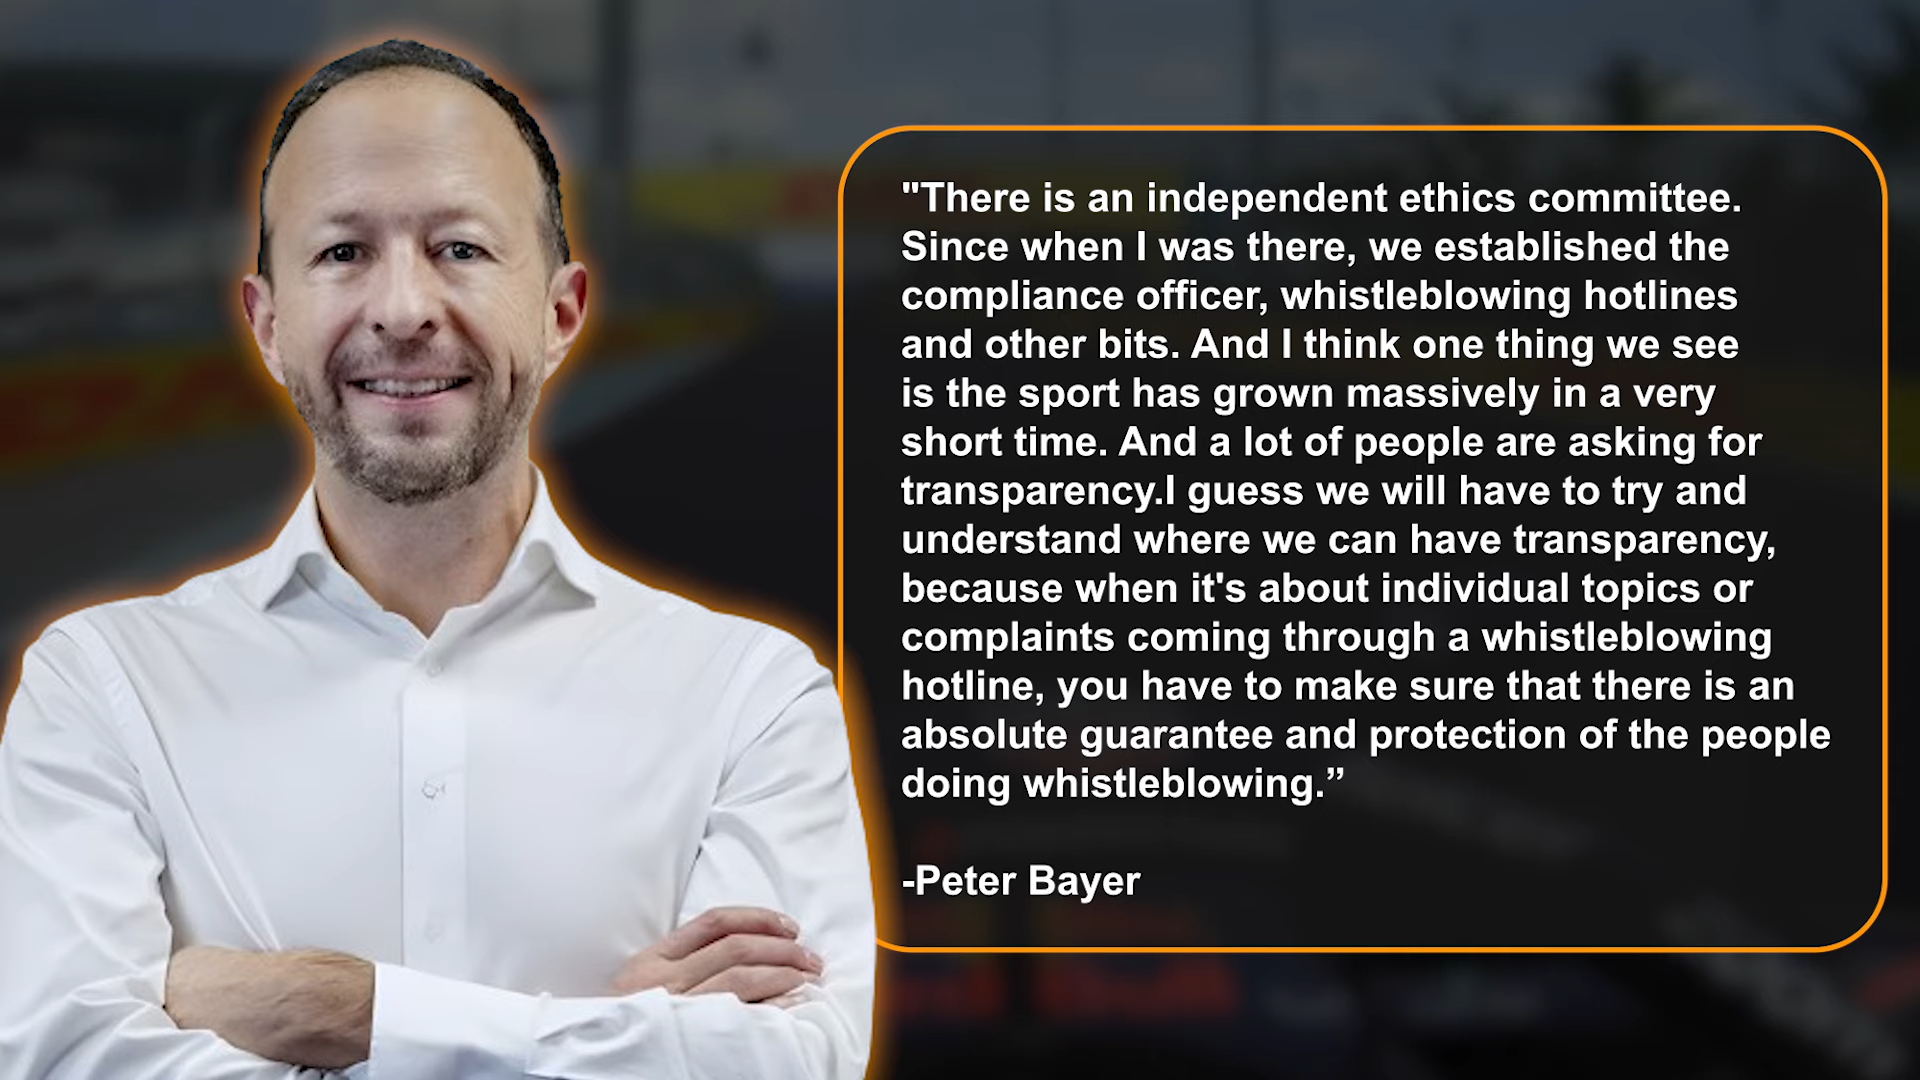 "There is an independent ethics committee.
Since when I was there, we established the
compliance officer, whistleblowing hotlines
and other bits. And I think one thing we see
is the sport has grown massively in a very
short time. And a lot of people are asking for
transparency.I guess we will have to try and
understand where we can have transparency,
because when it's about individual topics or
complaints coming through a whistleblowing
hotline, you have to make sure that there is an
absolute guarantee and protection of the people
doing whistleblowing.”
-Peter Bayer